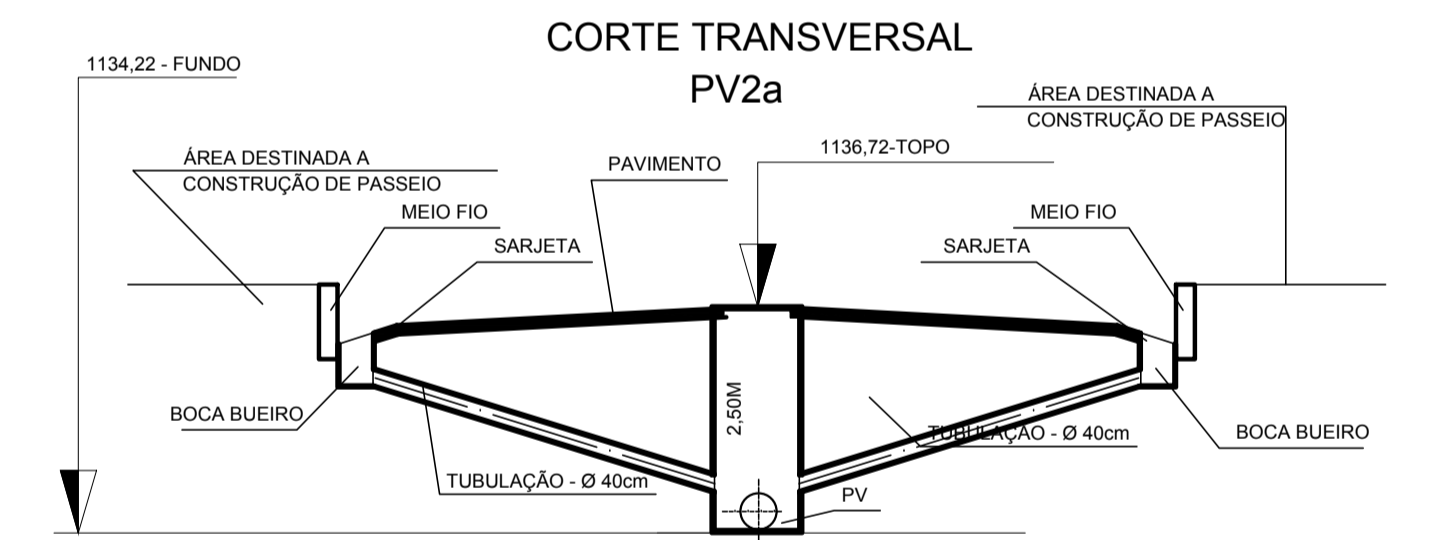 CORTE TRANSVERSAL
PV2a
1134,22 - FUNDO
ÁREA DESTINADA A
CONSTRUÇÃO DE PASSEIO
1136,72-TOPO
ÁREA DESTINADA A
CONSTRUÇÃO DE PASSEIO
PAVIMENTO
MEIO FIO
MEIO FIO
SARJETA
SARJETA
2,50M
BOCA BUEIRO
TUBULAÇÃO - Ø 40cm
BOCA BUEIRO
TUBULAÇÃO - Ø 40cm
PV